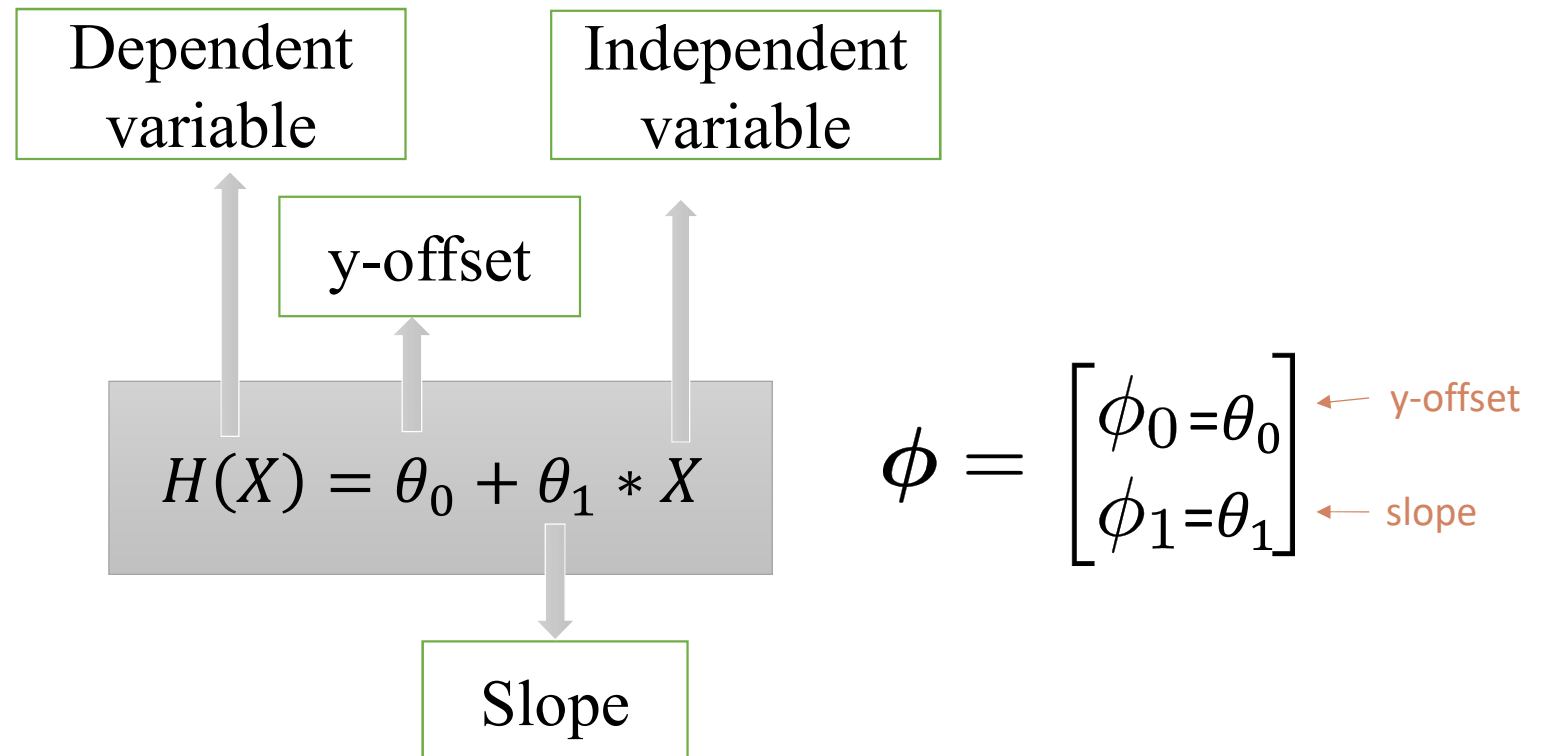 Dependent
variable
Independent
variable
y-offset
H(X) = θ₀ + θ₁ * X
Slope
ϕ =
ϕ₀=θ₀
ϕ₁=θ₁
y-offset
slope